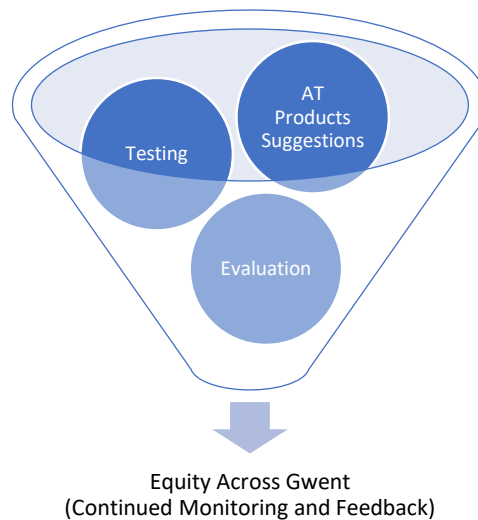 AT
Products
Suggestions
Testing
Evaluation
Equity Across Gwent
(Continued Monitoring and Feedback)